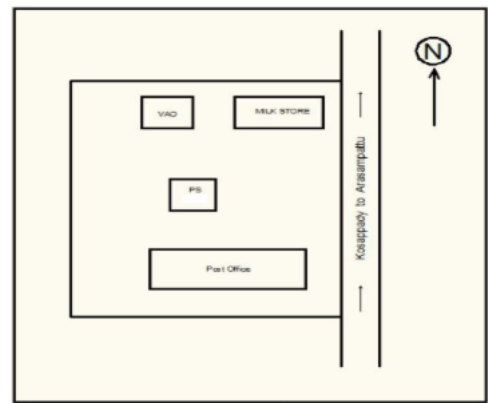 N
VAO
MILK STORE
PS
Post Office
Kosappady to Arasampattu